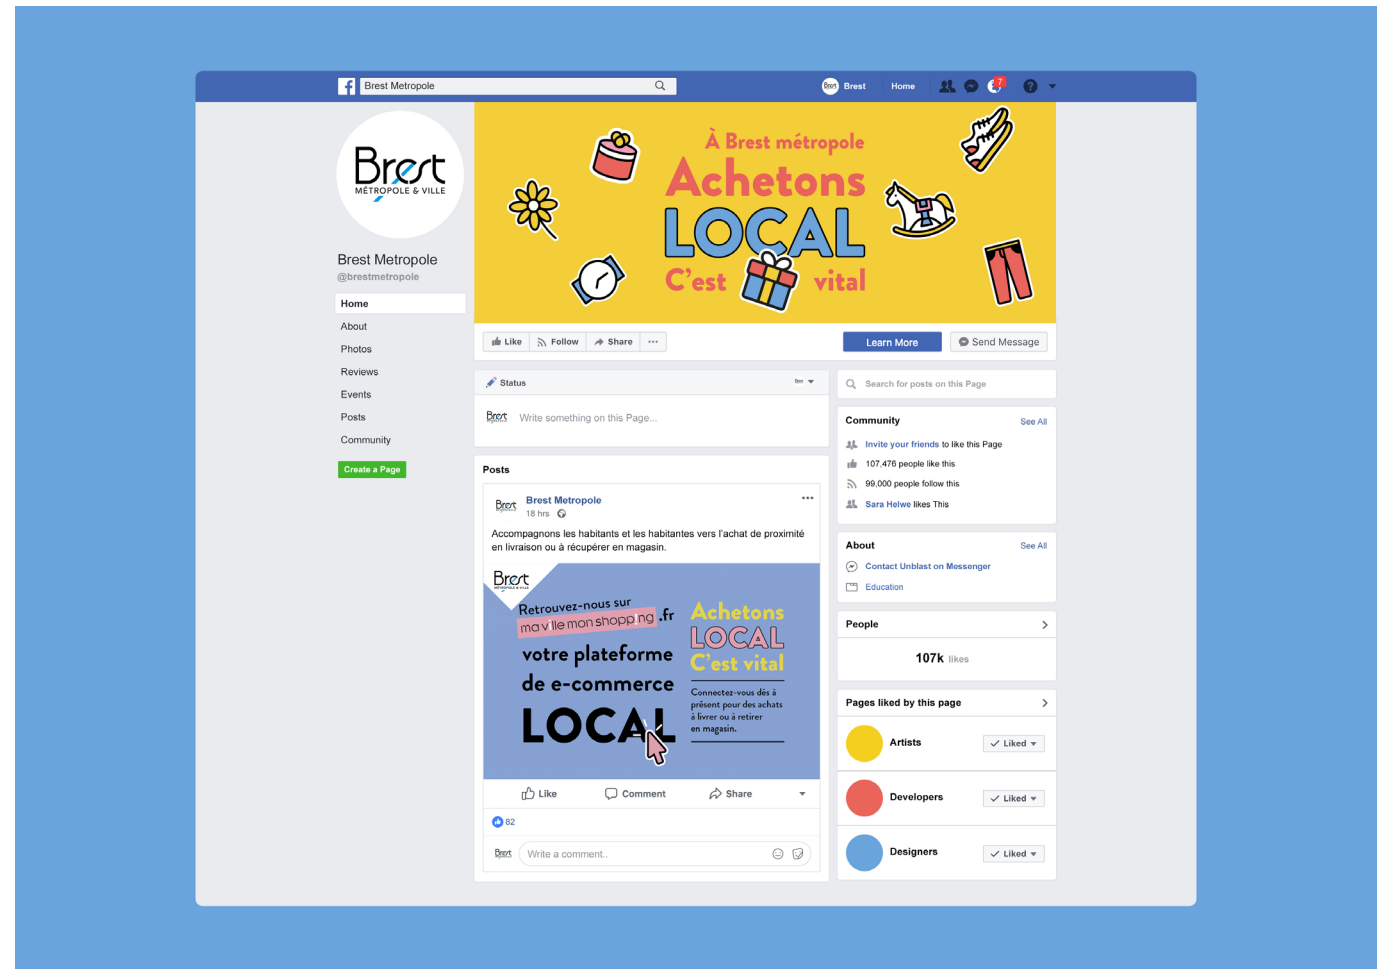 Brest Metropole
Brest
Home
7
?
Brest
MÉTROPOLE & VILLE
À Brest métropole
Achetons
LOCAL
C'est vital
Brest Metropole
@brestmetropole
Home
About
Photos
Reviews
Events
Posts
Community
Create a Page
Like
Follow
Share
Learn More
Send Message
Status
Brest
Write something on this Page...
Posts
Brest
Brest Metropole
18 hrs
Accompagnons les habitants et les habitantes vers l'achat de proximité
en livraison ou à récupérer en magasin.
Brest
MÉTROPOLE & VILLE
Retrouvez-nous sur
ma ville mon shopping .fr
votre plateforme
de e-commerce
LOCAL
Achetons
LOCAL
C'est vital
Connectez-vous dès à
présent pour des achats
à livrer ou à retirer
en magasin.
Like
Comment
Share
82
Brest
Write a comment..
Search for posts on this Page
Community
See All
Invite your friends to like this Page
107,476 people like this
99,000 people follow this
Sara Helwe likes This
About
See All
Contact Unblast on Messenger
Education
People
107k likes
Pages liked by this page
Artists
Liked
Developers
Liked
Designers
Liked